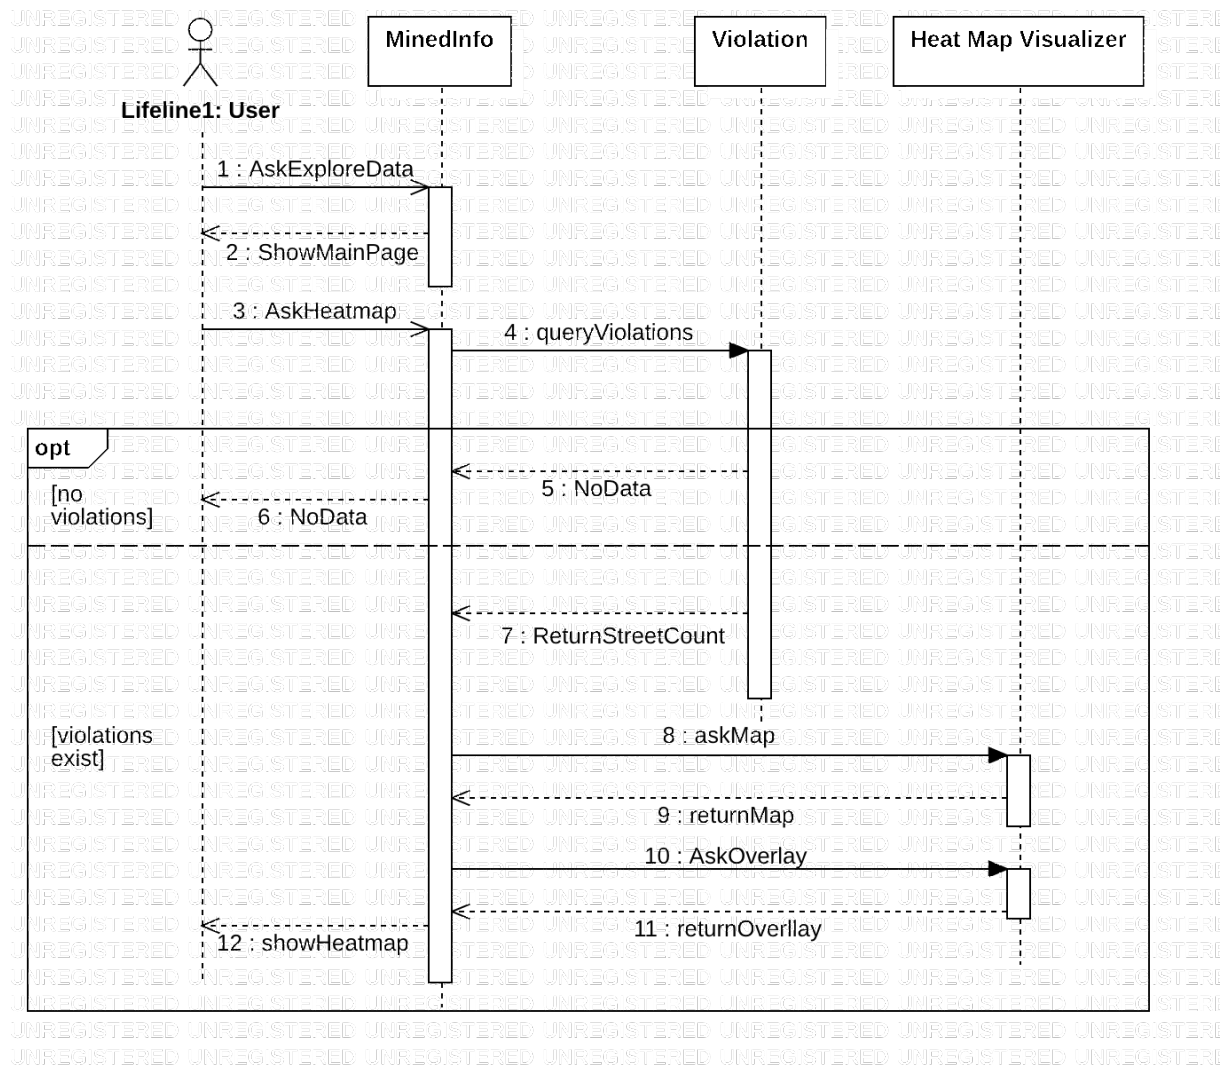 MinedInfo
Violation
Heat Map Visualizer
Lifeline1: User
1 : AskExploreData
2 : ShowMainPage
3 : AskHeatmap
4 : queryViolations
opt
[no
violations]
5 : NoData
6 : NoData
7 : ReturnStreetCount
[violations
exist]
8 : askMap
9 : returnMap
10 : AskOverlay
11 : returnOverllay
12 : showHeatmap
UNREGISTERED